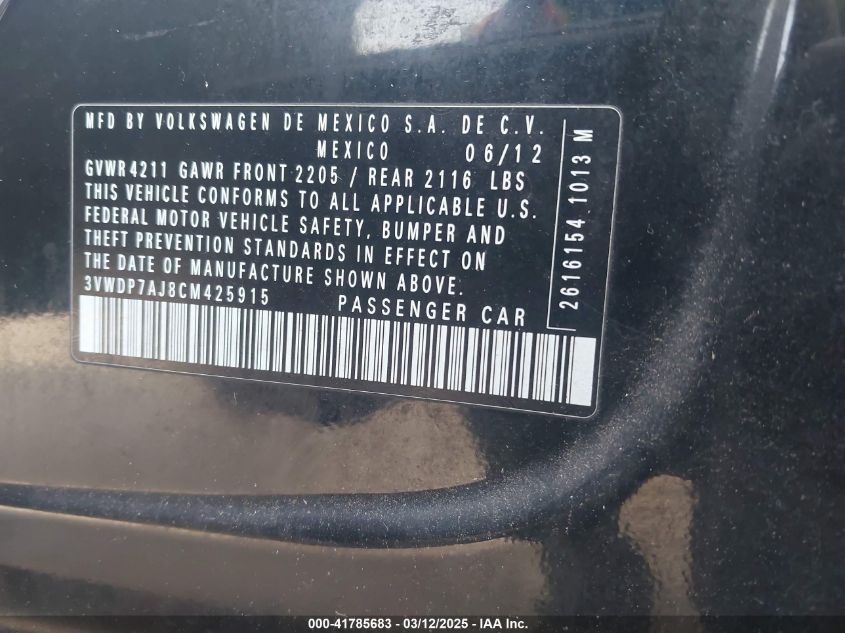 MFD BY VOLKSWAGEN DE MEXICO S.A. DE C.V.
MEXICO 06/12
GVWR 4211 GAWR FRONT 2205 / REAR 2116 LBS
THIS VEHICLE CONFORMS TO ALL APPLICABLE U.S.
FEDERAL MOTOR VEHICLE SAFETY, BUMPER AND
THEFT PREVENTION STANDARDS IN EFFECT ON
THE DATE OF MANUFACTURE SHOWN ABOVE.
3VWDP7AJ8CM425915 PASSENGER CAR
2616154 1013 M
000-41785683 - 03/12/2025 - IAA Inc.